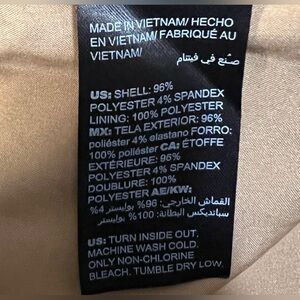 MADE IN VIETNAM/ HECHO
EN VIETNAM/ FABRIQUÉ AU
VIETNAM/
صنع في فيتنام
US: SHELL: 96%
POLYESTER 4% SPANDEX
LINING: 100% POLYESTER
MX: TELA EXTERIOR: 96%
poliéster 4% elastano FORRO:
100% poliéster CA: ÉTOFFE
EXTÉRIEURE: 96%
POLYESTER 4% SPANDEX
DOUBLURE: 100%
POLYESTER AE/KW:
القماش الخارجي: 96% بوليستر 4%
سباندیكس البطانة: 100% بوليستر
US: TURN INSIDE OUT.
MACHINE WASH COLD.
ONLY NON-CHLORINE
BLEACH. TUMBLE DRY LOW.